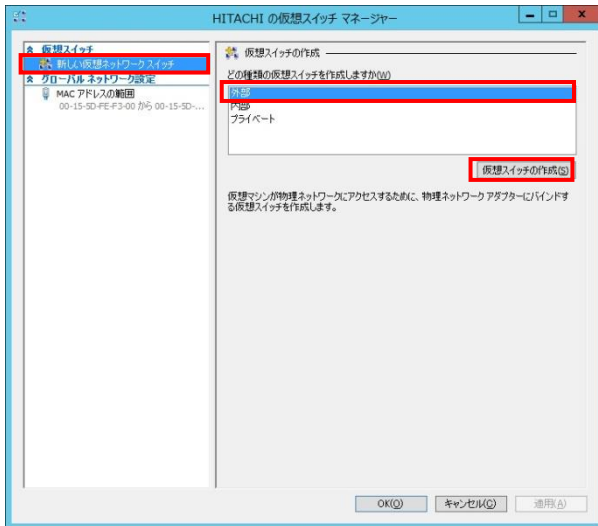 HITACHI の仮想スイッチ マネージャー
仮想スイッチ
新しい仮想ネットワーク スイッチ
グローバル ネットワーク設定
MAC アドレスの範囲
00-15-5D-FE-F3-00 から 00-15-5D-...
仮想スイッチの作成
どの種類の仮想スイッチを作成しますか(W)
外部
内部
プライベート
仮想スイッチの作成(S)
仮想マシンが物理ネットワークにアクセスするために、物理ネットワーク アダプターにバインドす
る仮想スイッチを作成します。
OK(O)
キャンセル(C)
適用(A)